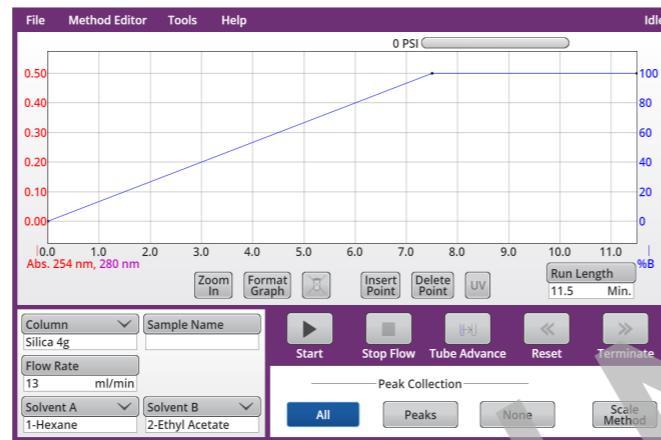 File Method Editor Tools Help Idle
0 PSI
0.50 100
0.40 80
0.30 60
0.20 40
0.10 20
0.00 0
0.0 1.0 2.0 3.0 4.0 5.0 6.0 7.0 8.0 9.0 10.0 11.0
Abs. 254 nm, 280 nm %B
Zoom In
Format Graph
Insert Point
Delete Point
UV
Run Length
11.5 Min.
Column
Silica 4g
Sample Name
Flow Rate
13 ml/min
Solvent A
1-Hexane
Solvent B
2-Ethyl Acetate
Start Stop Flow Tube Advance Reset Terminate
Peak Collection
All Peaks None
Scale Method